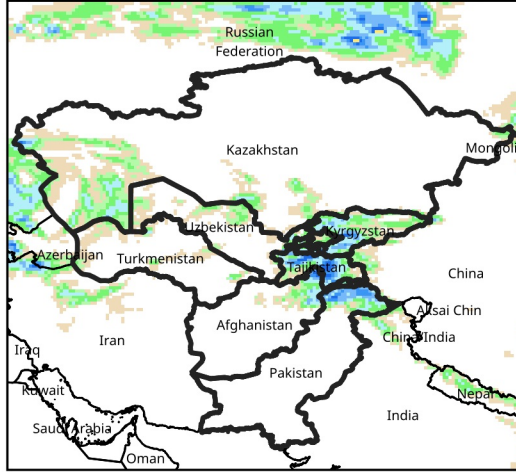 Russian
Federation
Kazakhstan
Mongoli
Uzbekistan
Kyrgyzstan
Azerbaijan
Turkmenistan
Tajikistan
China
Aksai Chin
Afghanistan
China/India
Iran
Iraq
Pakistan
Kuwait
Nepal
India
Saudi Arabia
Oman